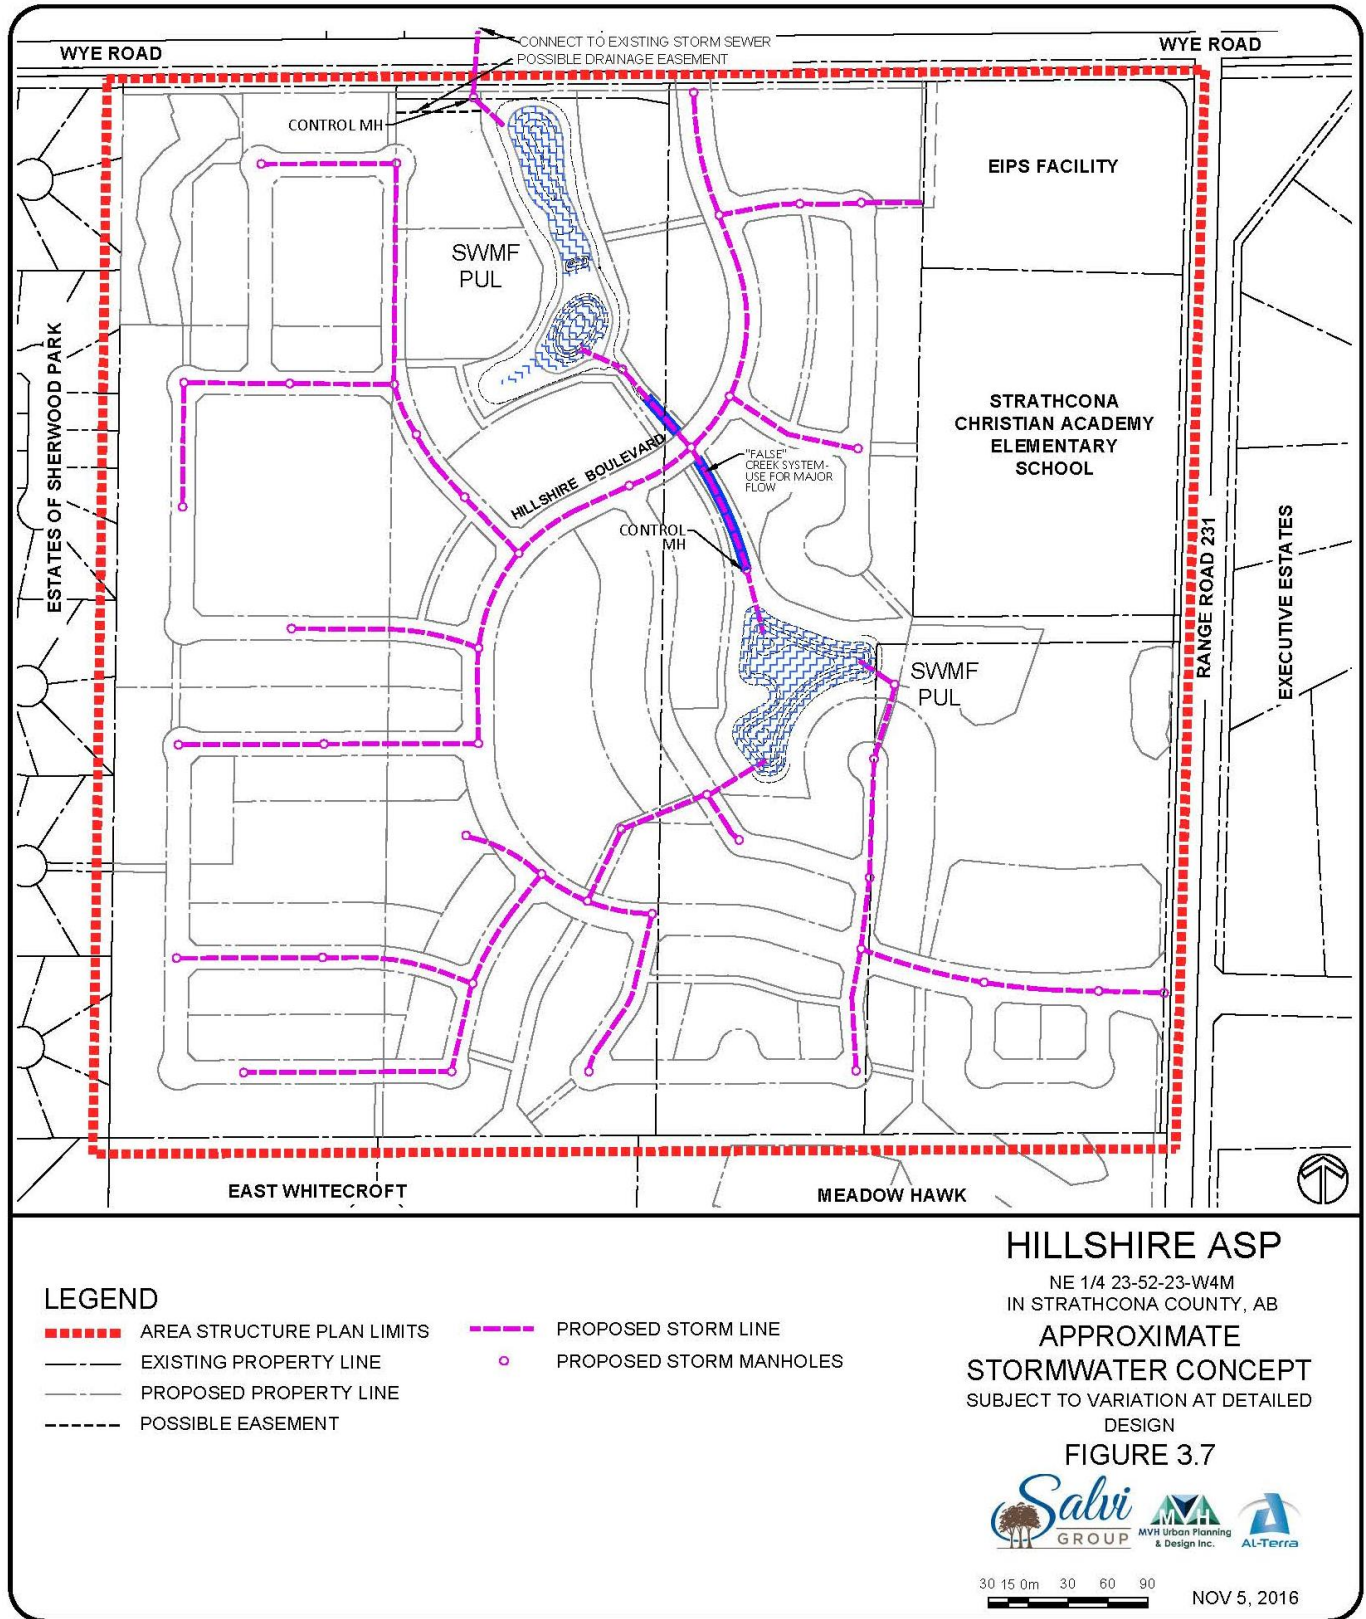 WYE ROAD
WYE ROAD
CONNECT TO EXISTING STORM SEWER
POSSIBLE DRAINAGE EASEMENT
CONTROL MH
EIPS FACILITY
SWMF
PUL
ESTATES OF SHERWOOD PARK
STRATHCONA
CHRISTIAN ACADEMY
ELEMENTARY
SCHOOL
HILLSHIRE BOULEVARD
"FALSE"
CREEK SYSTEM-
USE FOR MAJOR
FLOW
CONTROL
MH
RANGE ROAD 231
EXECUTIVE ESTATES
SWMF
PUL
EAST WHITECROFT
MEADOW HAWK
LEGEND
AREA STRUCTURE PLAN LIMITS
EXISTING PROPERTY LINE
PROPOSED PROPERTY LINE
POSSIBLE EASEMENT
PROPOSED STORM LINE
PROPOSED STORM MANHOLES
HILLSHIRE ASP
NE 1/4 23-52-23-W4M
IN STRATHCONA COUNTY, AB
APPROXIMATE
STORMWATER CONCEPT
SUBJECT TO VARIATION AT DETAILED
DESIGN
FIGURE 3.7
Salvi
GROUP
MVH
MVH Urban Planning
& Design Inc.
AL-Terra
30 15 0m 30 60 90
NOV 5, 2016